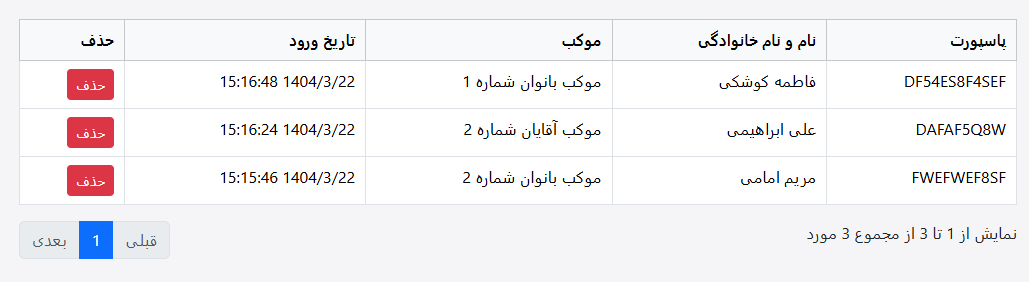 پاسپورت نام و نام خانوادگی موکب تاریخ ورود حذف
DF54ES8F4SEF فاطمه کوشکی موکب بانوان شماره 1 1404/3/22 15:16:48 حذف
DAFAF5Q8W علی ابراهیمی موکب آقایان شماره 2 1404/3/22 15:16:24 حذف
FWEFWEF8SF مریم امامی موکب بانوان شماره 2 1404/3/22 15:15:46 حذف
نمایش از 1 تا 3 از مجموع 3 مورد قبلی 1 بعدی